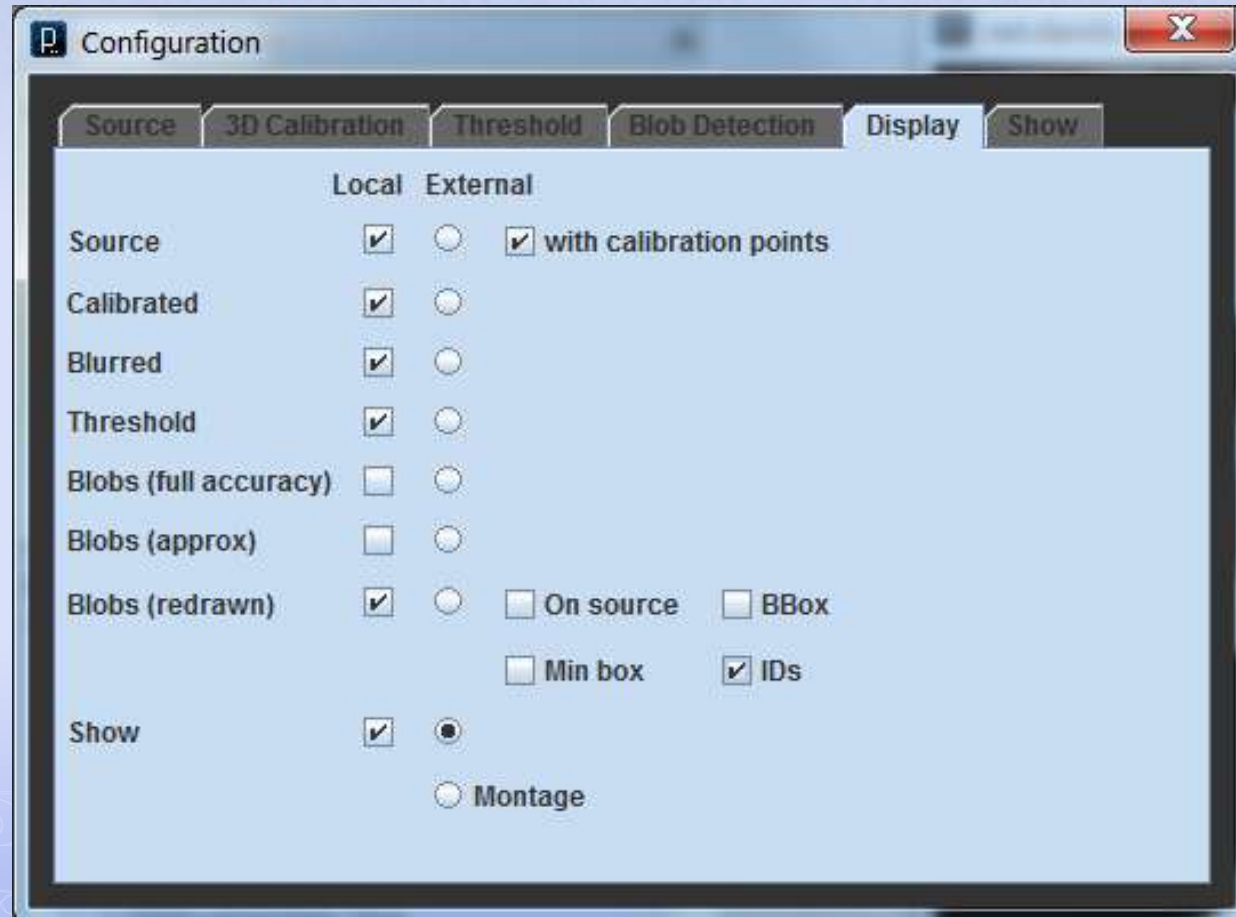 Configuration
Source 3D Calibration Threshold Blob Detection Display Show
Local External
Source with calibration points
Calibrated
Blurred
Threshold
Blobs (full accuracy)
Blobs (approx)
Blobs (redrawn) On source BBox
Min box IDs
Show
Montage